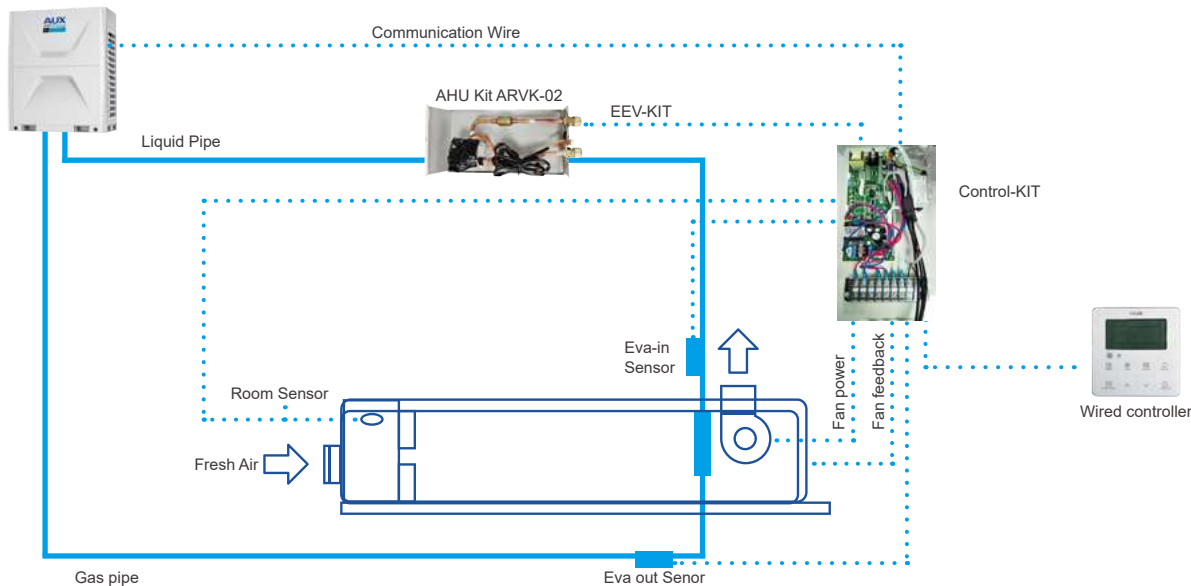 AUX
Communication Wire
AHU Kit ARVK-02
EEV-KIT
Liquid Pipe
Control-KIT
Eva-in
Sensor
Fan power
Fan feedback
Room Sensor
Wired controller
Fresh Air
Gas pipe
Eva out Senor